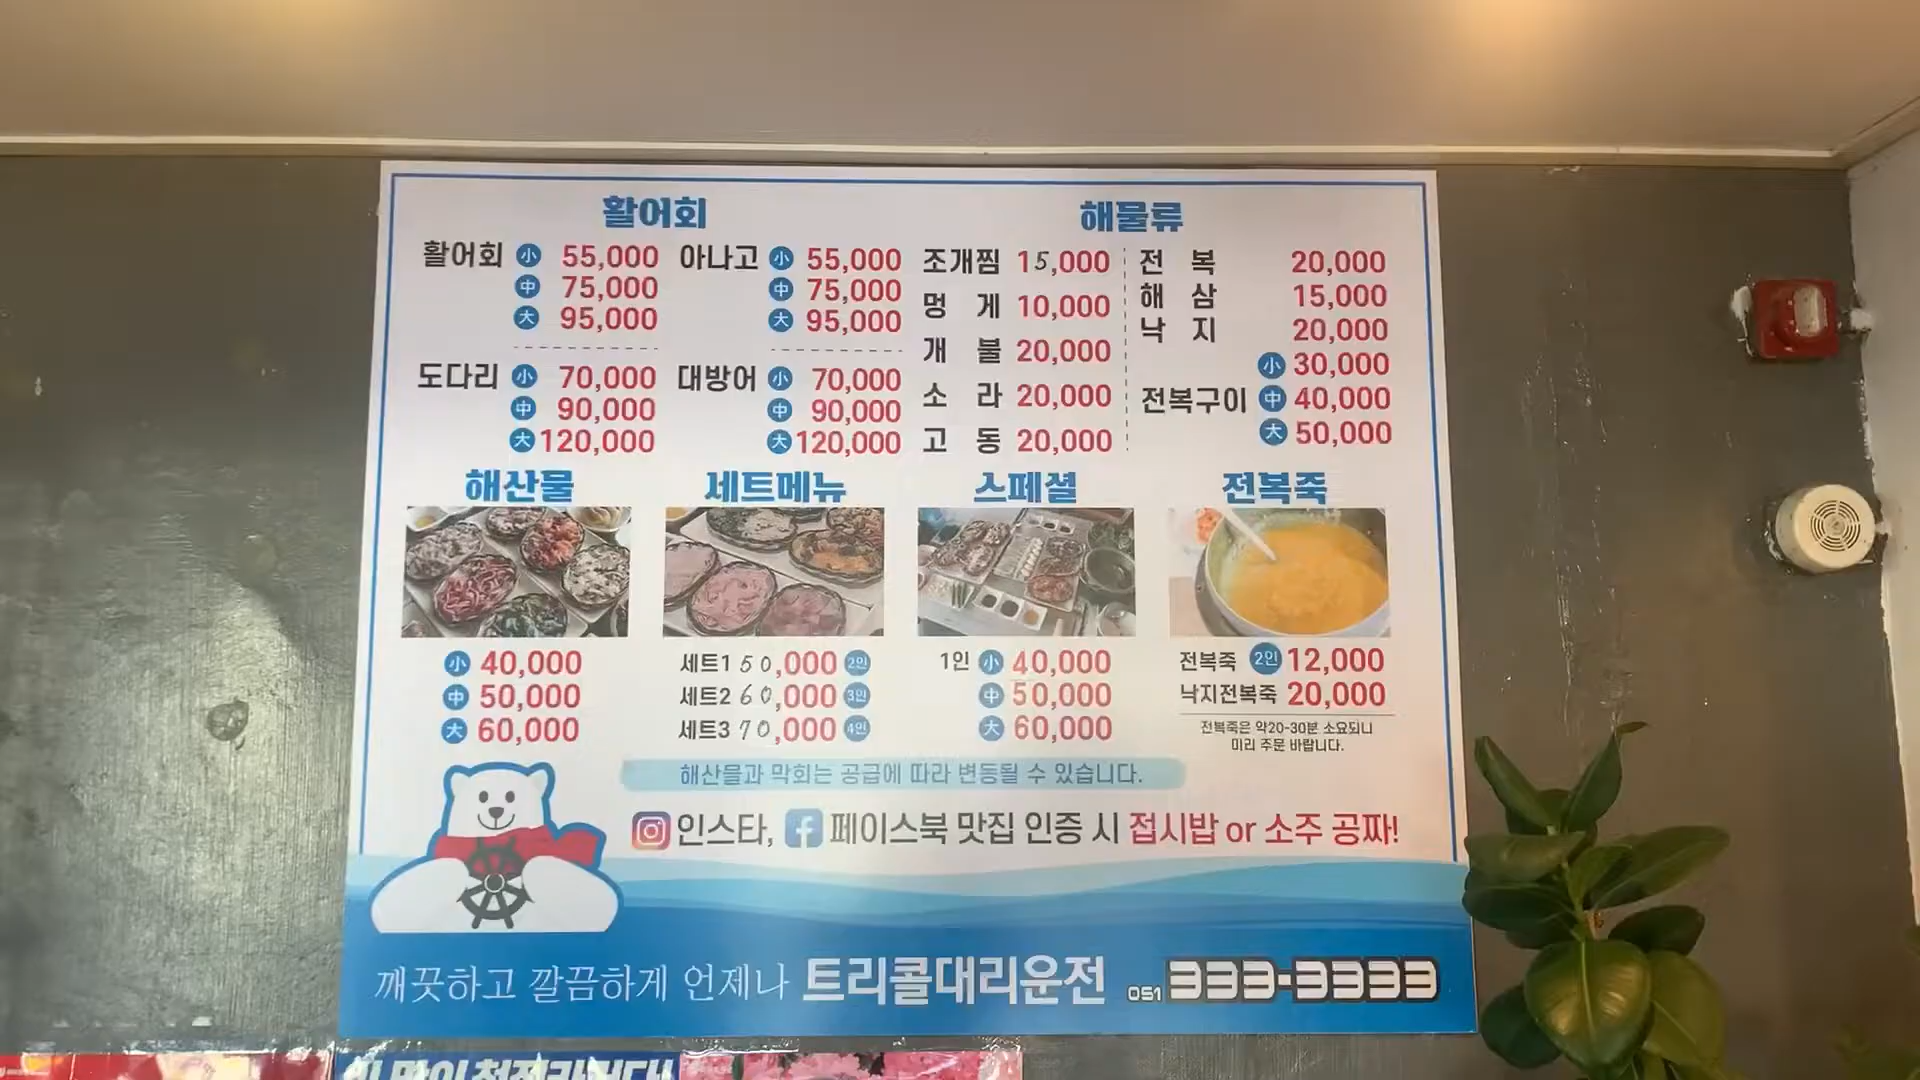 활어회
활어회 小 55,000
中 75,000
大 95,000
도다리 小 70,000
中 90,000
大 120,000
아나고 小 55,000
中 75,000
大 95,000
대방어 小 70,000
中 90,000
大 120,000
해물류
조개찜 15,000
멍게 10,000
개불 20,000
소라 20,000
고동 20,000
전복 20,000
해삼 15,000
낙지 20,000
전복구이 小 30,000
中 40,000
大 50,000
해산물
小 40,000
中 50,000
大 60,000
세트메뉴
세트1 50,000 2인
세트2 60,000 3인
세트3 70,000 4인
스페셜
1인 小 40,000
中 50,000
大 60,000
전복죽
전복죽 2인 12,000
낙지전복죽 20,000
전복죽은 약20-30분 소요되니
미리 주문 바랍니다.
해산물과 막회는 공급에 따라 변동될 수 있습니다.
인스타, 페이스북 맛집 인증 시 접시밥 or 소주 공짜!
깨끗하고 깔끔하게 언제나 트리콜대리운전 051 333-3333